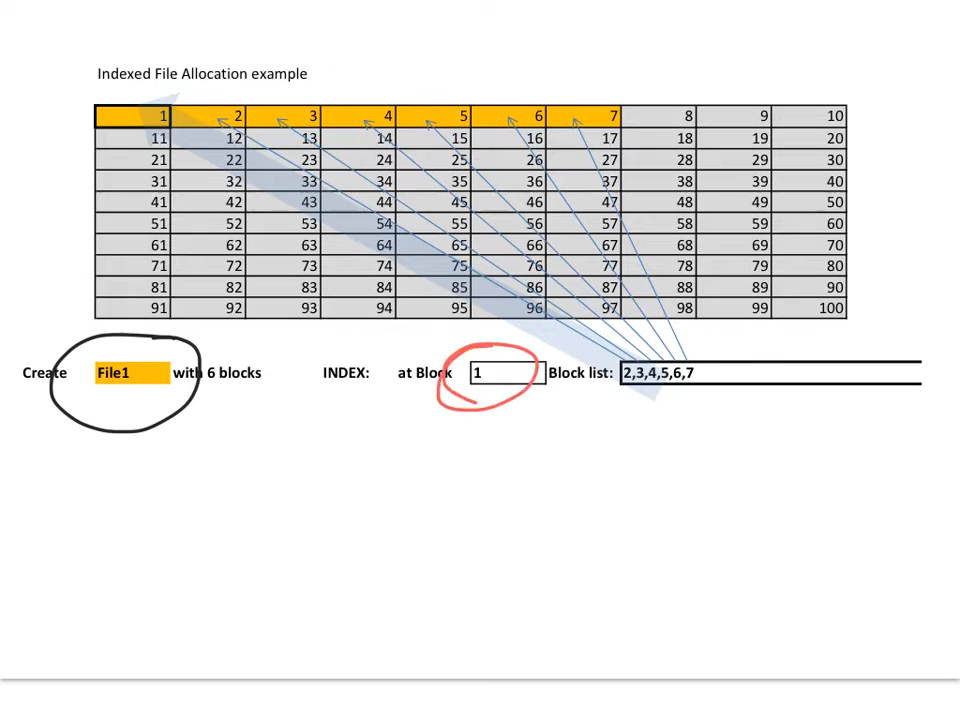 Indexed File Allocation example
1 2 3 4 5 6 7 8 9 10
11 12 13 14 15 16 17 18 19 20
21 22 23 24 25 26 27 28 29 30
31 32 33 34 35 36 37 38 39 40
41 42 43 44 45 46 47 48 49 50
51 52 53 54 55 56 57 58 59 60
61 62 63 64 65 66 67 68 69 70
71 72 73 74 75 76 77 78 79 80
81 82 83 84 85 86 87 88 89 90
91 92 93 94 95 96 97 98 99 100
Create File1 with 6 blocks INDEX: at Block 1 Block list: 2,3,4,5,6,7